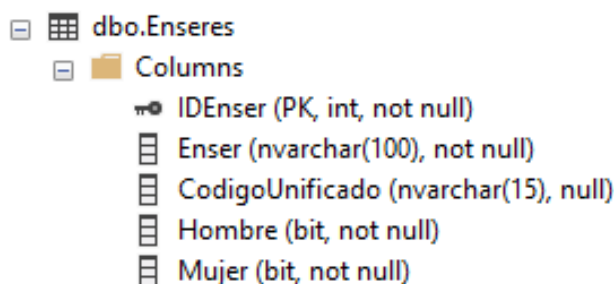 dbo.Enseres
Columns
IDEnser (PK, int, not null)
Enser (nvarchar(100), not null)
CodigoUnificado (nvarchar(15), null)
Hombre (bit, not null)
Mujer (bit, not null)